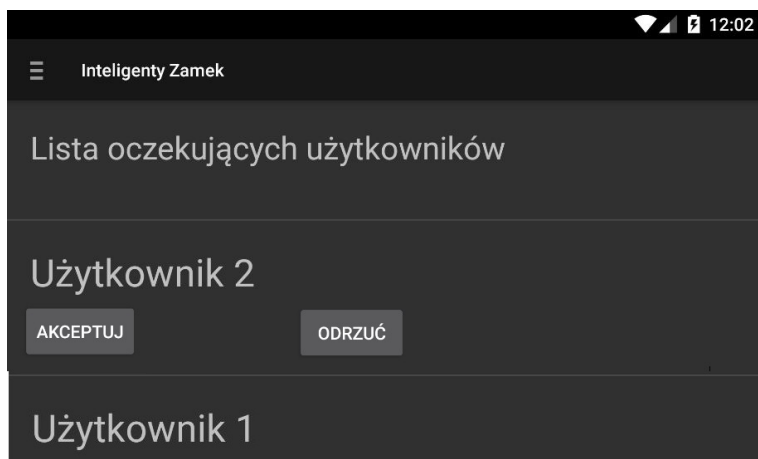 12:02
Inteligenty Zamek
Lista oczekujących użytkowników
Użytkownik 2
AKCEPTUJ ODRZUĆ
Użytkownik 1